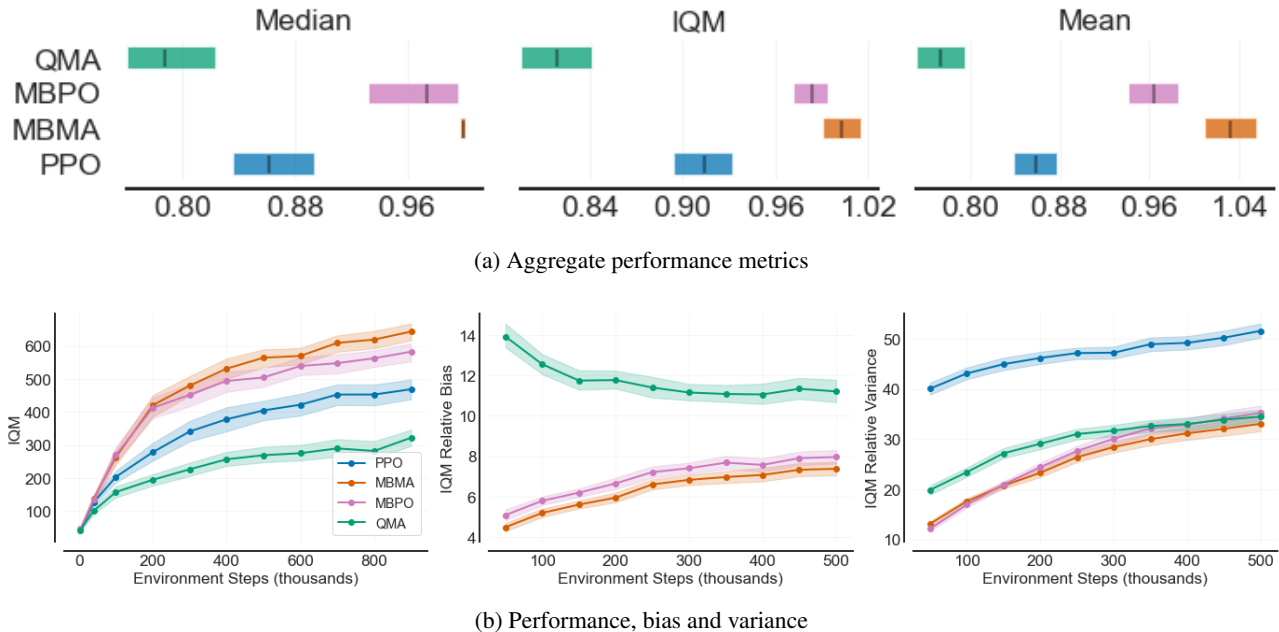 Median IQM Mean
QMA
MBPO
MBMA
PPO
0.80 0.88 0.96 0.84 0.90 0.96 1.02 0.80 0.88 0.96 1.04
(a) Aggregate performance metrics
IQM
600
500
400
300
200
100
PPO
MBMA
MBPO
QMA
200 400 600 800
Environment Steps (thousands)
IQM Relative Bias
14
12
10
8
6
4
100 200 300 400 500
Environment Steps (thousands)
IQM Relative Variance
50
40
30
20
10
100 200 300 400 500
Environment Steps (thousands)
0
(b) Performance, bias and variance